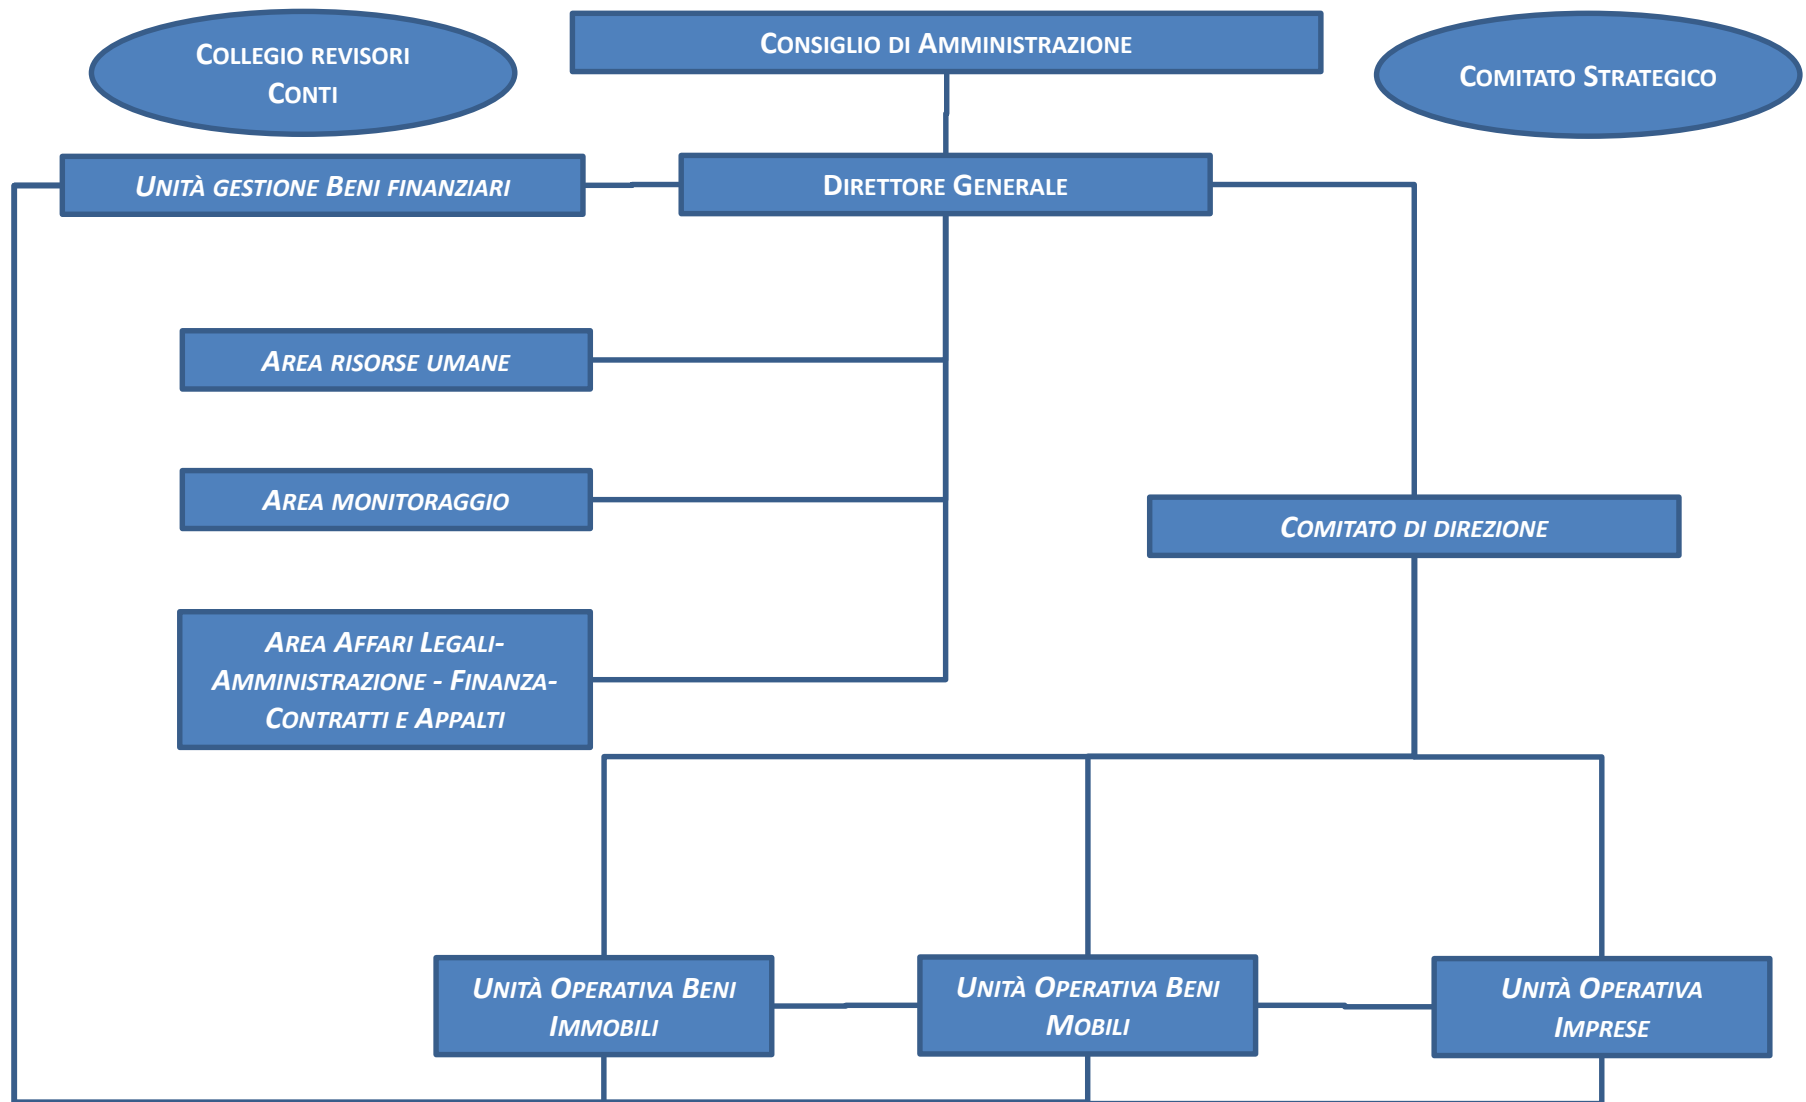 Collegio revisori
Conti
Consiglio di Amministrazione
Comitato Strategico
Unità gestione Beni finanziari
Direttore Generale
Area risorse umane
Area monitoraggio
Comitato di direzione
Area Affari Legali-
Amministrazione - Finanza-
Contratti e Appalti
Unità Operativa Beni
Immobili
Unità Operativa Beni
Mobili
Unità Operativa
Imprese